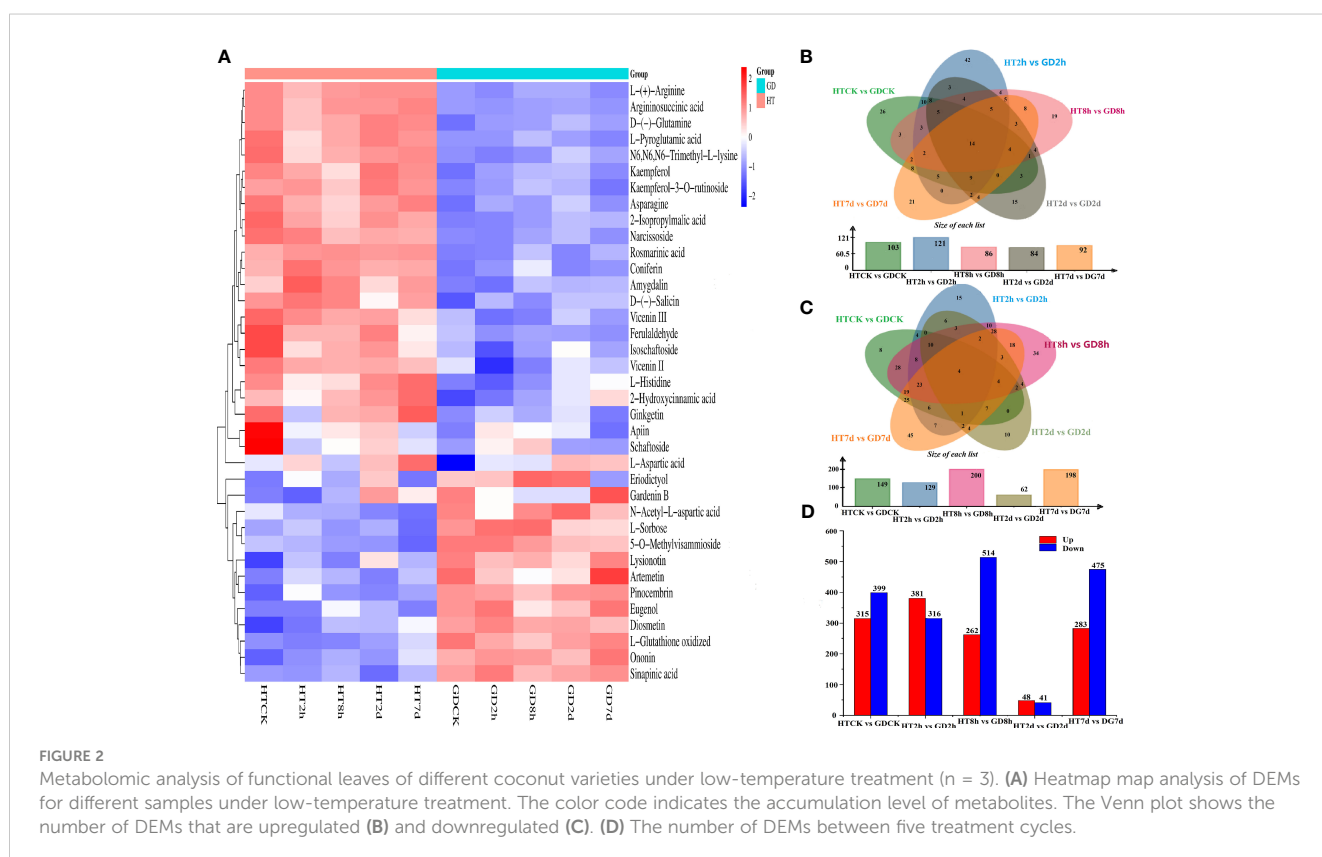 A
Group
Group
GD
HT
2
1
0
−1
−2
L−(+)−Arginine
Argininosuccinic acid
D−(−)−Glutamine
L−Pyroglutamic acid
N6,N6,N6−Trimethyl−L−lysine
Kaempferol
Kaempferol−3−O−rutinoside
Asparagine
2−Isopropylmalic acid
Narcissoside
Rosmarinic acid
Coniferin
Amygdalin
D−(−)−Salicin
Vicenin III
Ferulaldehyde
Isoschaftoside
Vicenin II
L−Histidine
2−Hydroxycinnamic acid
Ginkgetin
Apiin
Schaftoside
L−Aspartic acid
Eriodictyol
Gardenin B
N−Acetyl−L−aspartic acid
L−Sorbose
5−O−Methylvisammioside
Lysionotin
Artemetin
Pinocembrin
Eugenol
Diosmetin
L−Glutathione oxidized
Ononin
Sinapinic acid
HTCK
HT2h
HT8h
HT2d
HT7d
GDCK
GD2h
GD8h
GD2d
GD7d
B
HT2h vs GD2h
HTCK vs GDCK
HT8h vs GD8h
HT7d vs GD7d
HT2d vs GD2d
42
26
19
21
15
14
Size of each list
121
60.5
0
103
121
86
84
92
HTCK vs GDCK
HT2h vs GD2h
HT8h vs GD8h
HT2d vs GD2d
HT7d vs DG7d
C
HT2h vs GD2h
HTCK vs GDCK
HT8h vs GD8h
HT7d vs GD7d
HT2d vs GD2d
15
8
34
45
10
4
Size of each list
200
100
0
149
129
200
62
198
HTCK vs GDCK
HT2h vs GD2h
HT8h vs GD8h
HT2d vs GD2d
HT7d vs DG7d
D
Up
Down
600
500
400
300
200
100
0
315
399
381
316
262
514
48
41
283
475
HTCK vs GDCK
HT2h vs GD2h
HT8h vs GD8h
HT2d vs GD2d
HT7d vs DG7d
FIGURE 2
Metabolomic analysis of functional leaves of different coconut varieties under low-temperature treatment (n = 3). (A) Heatmap map analysis of DEMs
for different samples under low-temperature treatment. The color code indicates the accumulation level of metabolites. The Venn plot shows the
number of DEMs that are upregulated (B) and downregulated (C). (D) The number of DEMs between five treatment cycles.